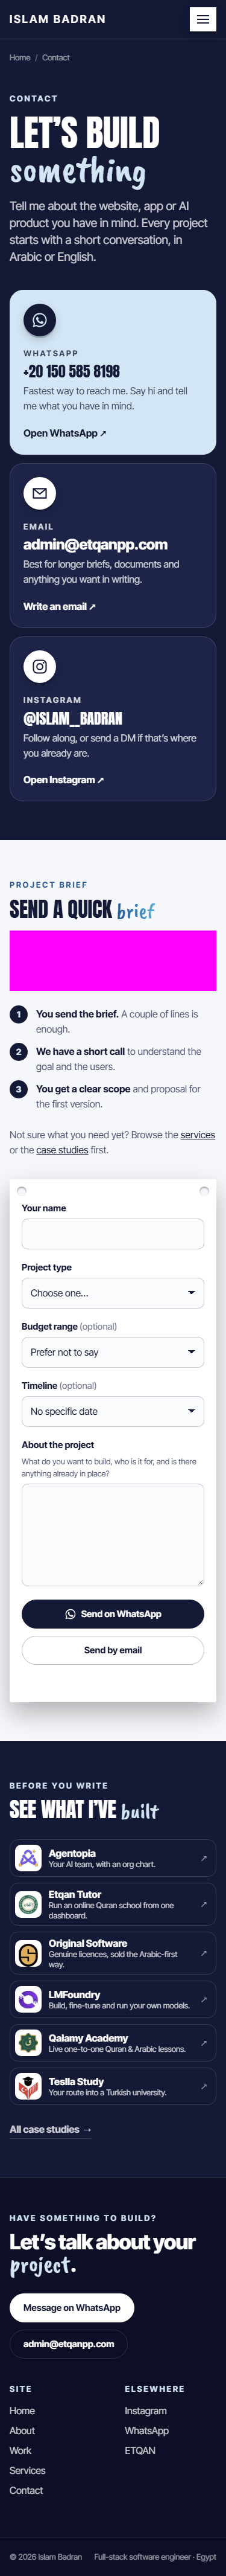 ISLAM BADRAN
Home / Contact
CONTACT
LET'S BUILD
something
Tell me about the website, app or AI
product you have in mind. Every project
starts with a short conversation, in
Arabic or English.
WHATSAPP
+20 150 585 8198
Fastest way to reach me. Say hi and tell
me what you have in mind.
Open WhatsApp ↗
EMAIL
admin@etqanpp.com
Best for longer briefs, documents and
anything you want in writing.
Write an email ↗
INSTAGRAM
@ISLAM__BADRAN
Follow along, or send a DM if that's where
you already are.
Open Instagram ↗
PROJECT BRIEF
SEND A QUICK brief
1 You send the brief. A couple of lines is
enough.
2 We have a short call to understand the
goal and the users.
3 You get a clear scope and proposal for
the first version.
Not sure what you need yet? Browse the services
or the case studies first.
Your name
Project type
Choose one...
Budget range (optional)
Prefer not to say
Timeline (optional)
No specific date
About the project
What do you want to build, who is it for, and is there
anything already in place?
Send on WhatsApp
Send by email
BEFORE YOU WRITE
SEE WHAT I'VE built
Agentopia
Your AI team, with an org chart.
↗
Etqan Tutor
Run an online Quran school from one
dashboard.
↗
Original Software
Genuine licences, sold the Arabic-first
way.
↗
LMFoundry
Build, fine-tune and run your own models.
↗
Qalamy Academy
Live one-to-one Quran & Arabic lessons.
↗
Teslla Study
Your route into a Turkish university.
↗
All case studies →
HAVE SOMETHING TO BUILD?
Let's talk about your
project.
Message on WhatsApp
admin@etqanpp.com
SITE
Home
About
Work
Services
Contact
ELSEWHERE
Instagram
WhatsApp
ETQAN
© 2026 Islam Badran
Full-stack software engineer · Egypt